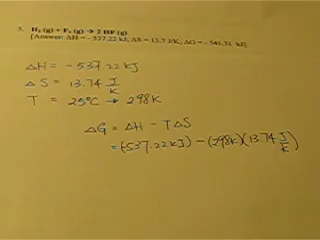 3. H₂ (g) + F₂ (g) → 2 HF (g)
[Answer: ΔH = - 537.22 kJ, ΔS = 13.7 J/K, ΔG = - 541.31 kJ]
ΔH = -537.22 kJ
ΔS = 13.74 J/K
T = 25°C → 298K
ΔG = ΔH - TΔS
= (-537.22 kJ) - (298K)(13.74 J/K)